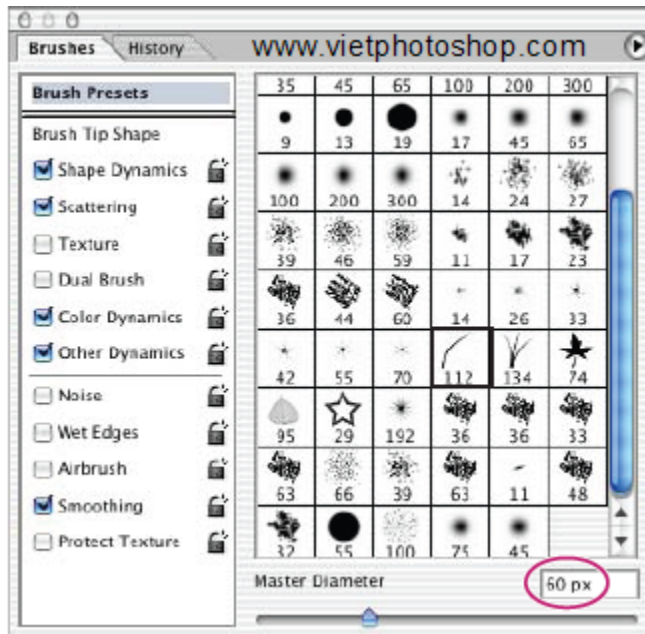 Brushes History www.vietphotoshop.com
Brush Presets
Brush Tip Shape
Shape Dynamics
Scattering
Texture
Dual Brush
Color Dynamics
Other Dynamics
Noise
Wet Edges
Airbrush
Smoothing
Protect Texture
35 45 65 100 200 300
9 13 19 17 45 65
100 200 300 14 24 27
39 46 59 11 17 23
36 44 60 14 26 33
42 55 70 112 134 74
95 29 192 36 36 33
63 66 39 63 11 48
32 55 100 75 45
Master Diameter 60 px